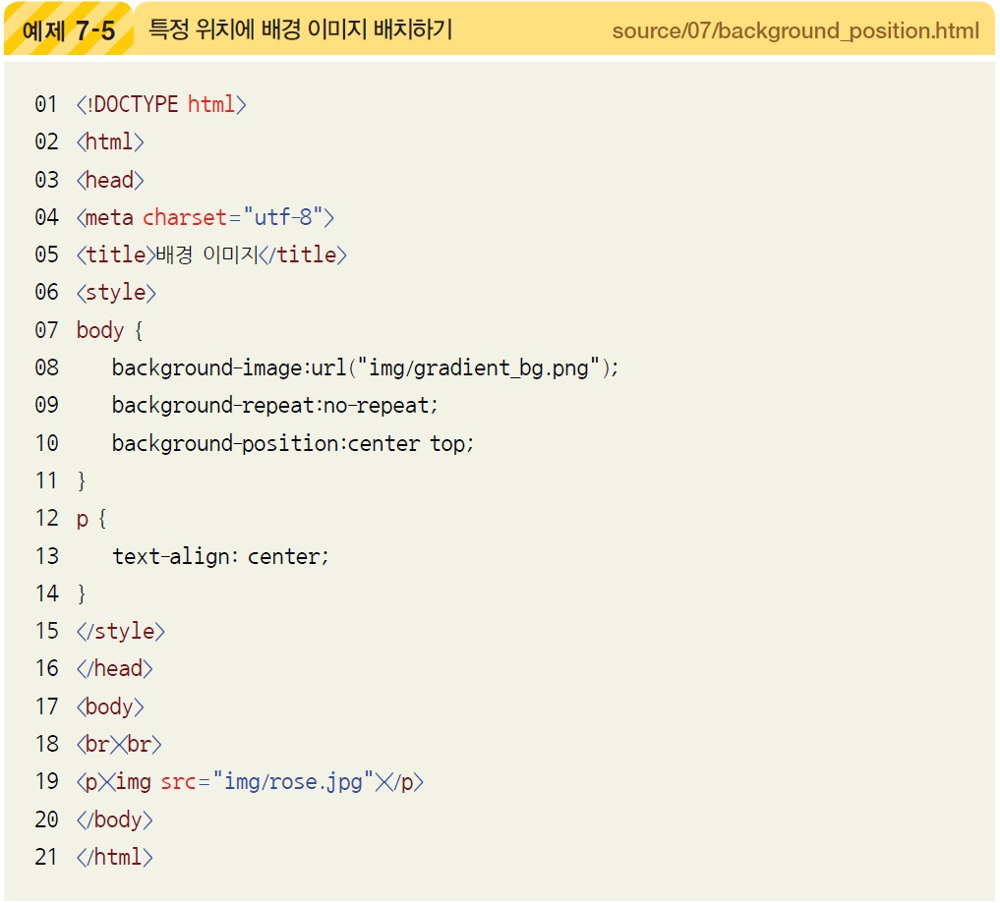 예제 7-5 특정 위치에 배경 이미지 배치하기 source/07/background_position.html
01 <!DOCTYPE html>
02 <html>
03 <head>
04 <meta charset="utf-8">
05 <title>배경 이미지</title>
06 <style>
07 body {
08 background-image:url("img/gradient_bg.png");
09 background-repeat:no-repeat;
10 background-position:center top;
11 }
12 p {
13 text-align: center;
14 }
15 </style>
16 </head>
17 <body>
18 <br><br>
19 <p><img src="img/rose.jpg"></p>
20 </body>
21 </html>